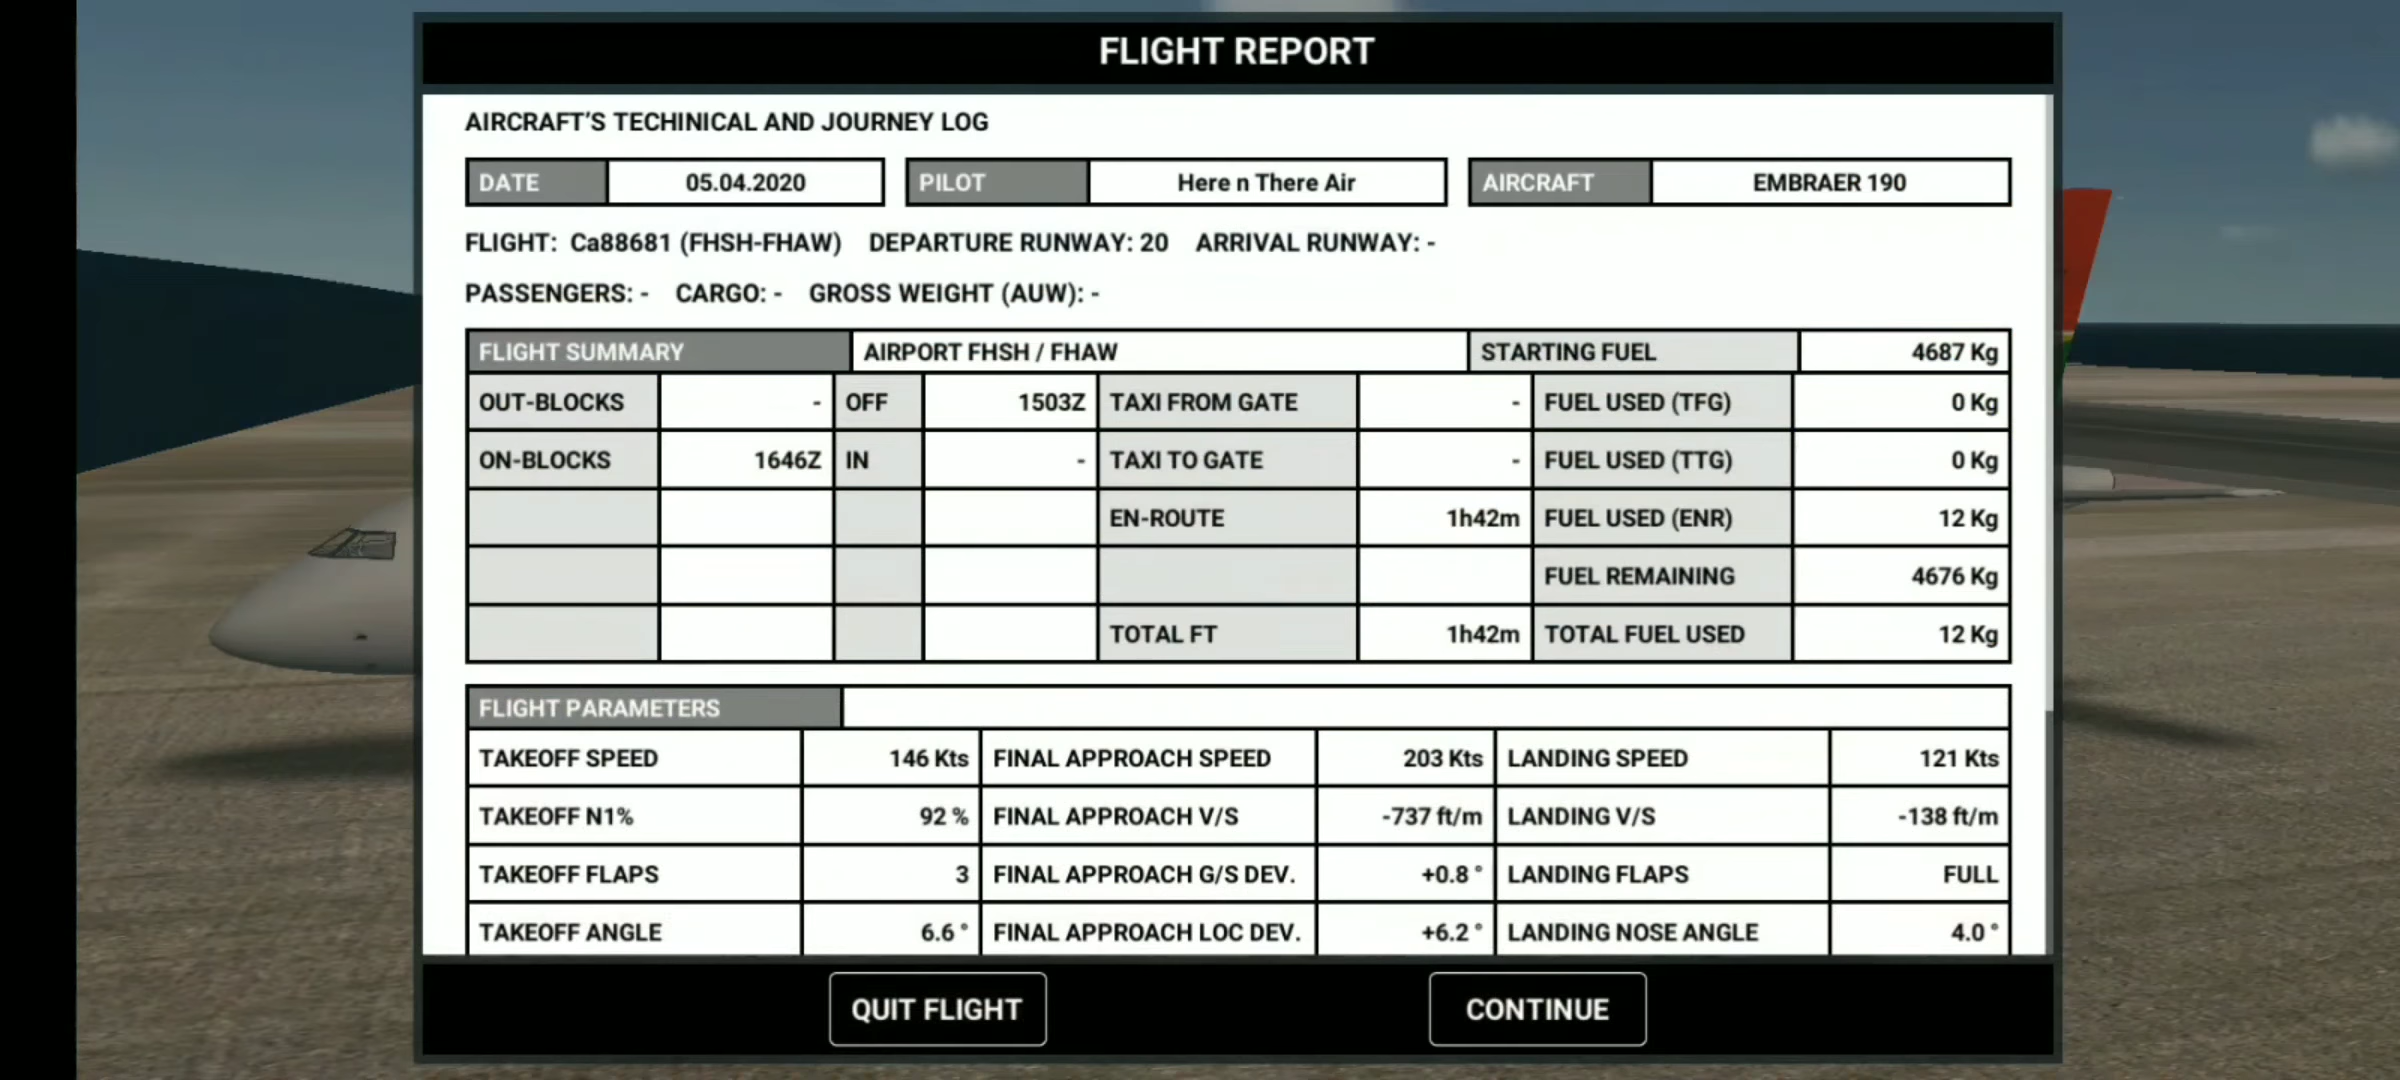 FLIGHT REPORT
AIRCRAFT'S TECHINICAL AND JOURNEY LOG
DATE 05.04.2020 PILOT Here n There Air AIRCRAFT EMBRAER 190
FLIGHT: Ca88681 (FHSH-FHAW) DEPARTURE RUNWAY: 20 ARRIVAL RUNWAY: -
PASSENGERS: - CARGO: - GROSS WEIGHT (AUW): -
FLIGHT SUMMARY AIRPORT FHSH / FHAW STARTING FUEL 4687 Kg
OUT-BLOCKS - OFF 1503Z TAXI FROM GATE - FUEL USED (TFG) 0 Kg
ON-BLOCKS 1646Z IN - TAXI TO GATE - FUEL USED (TTG) 0 Kg
EN-ROUTE 1h42m FUEL USED (ENR) 12 Kg
FUEL REMAINING 4676 Kg
TOTAL FT 1h42m TOTAL FUEL USED 12 Kg
FLIGHT PARAMETERS
TAKEOFF SPEED 146 Kts FINAL APPROACH SPEED 203 Kts LANDING SPEED 121 Kts
TAKEOFF N1% 92 % FINAL APPROACH V/S -737 ft/m LANDING V/S -138 ft/m
TAKEOFF FLAPS 3 FINAL APPROACH G/S DEV. +0.8 ° LANDING FLAPS FULL
TAKEOFF ANGLE 6.6 ° FINAL APPROACH LOC DEV. +6.2 ° LANDING NOSE ANGLE 4.0 °
QUIT FLIGHT CONTINUE